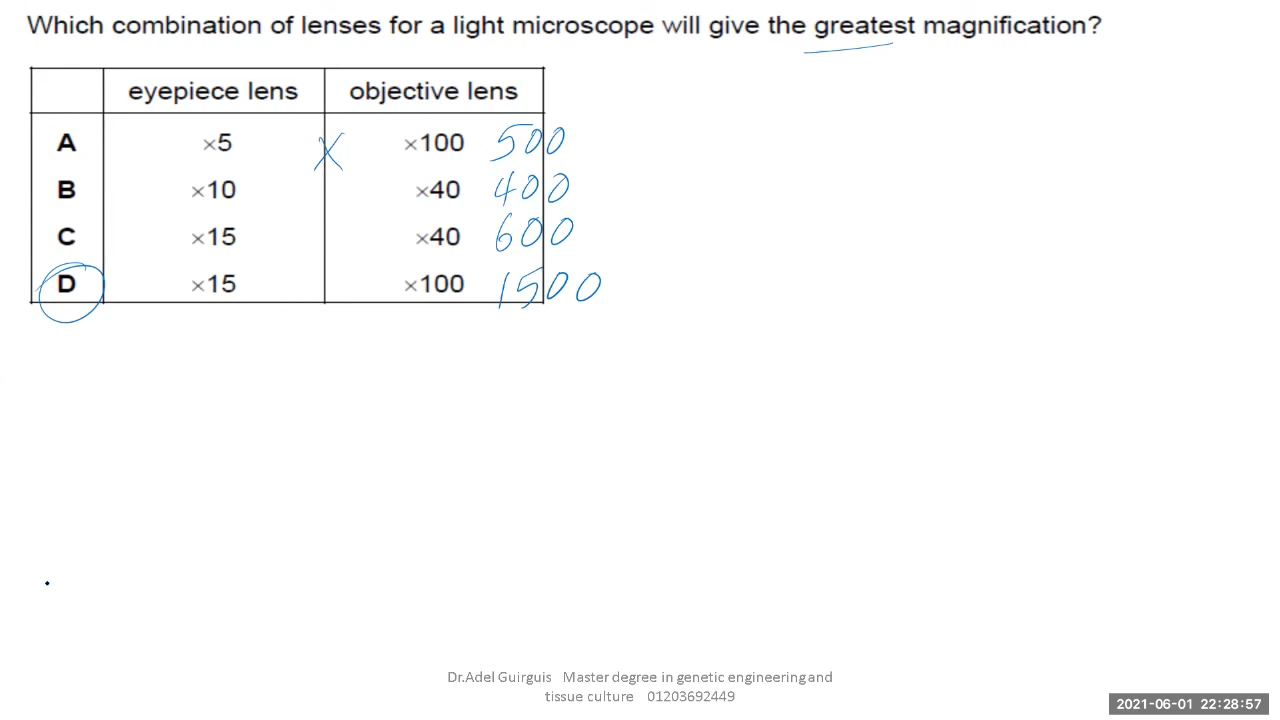 Which combination of lenses for a light microscope will give the greatest magnification?
eyepiece lens objective lens
A ×5 X ×100 500
B ×10 ×40 400
C ×15 ×40 600
D ×15 ×100 1500
Dr.Adel Guirguis Master degree in genetic engineering and
tissue culture 01203692449
2021-06-01 22:28:57